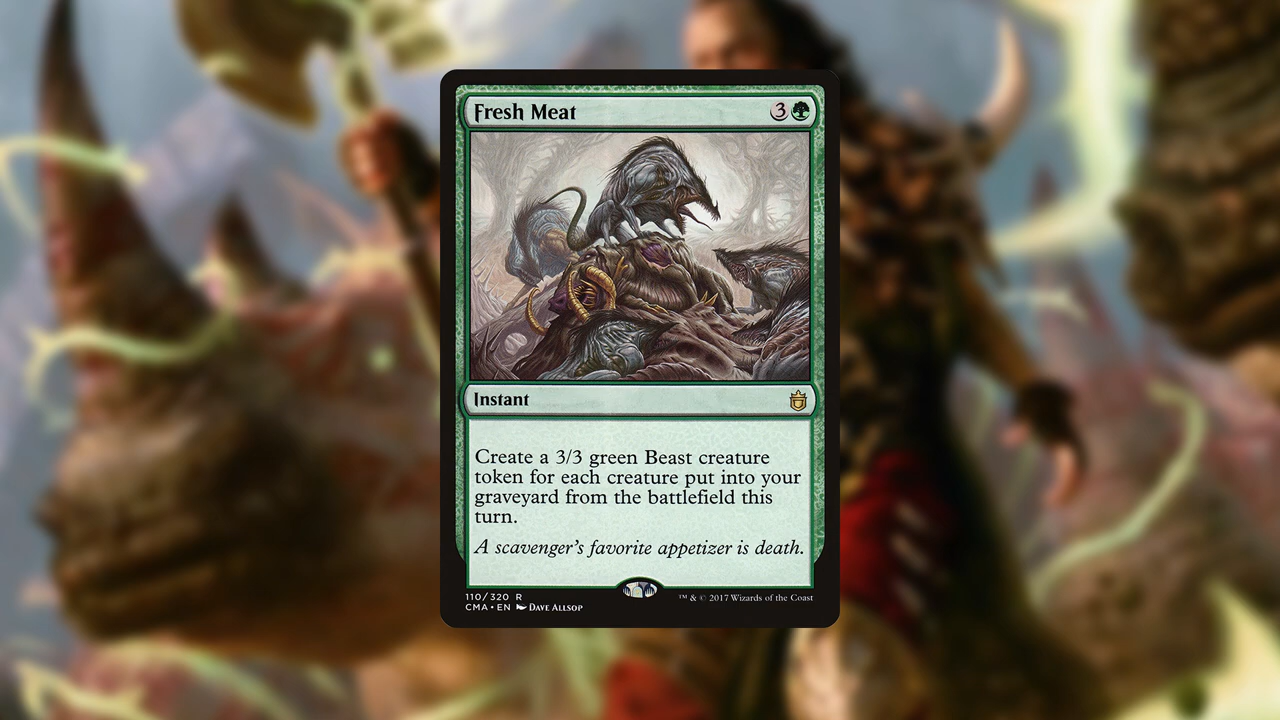 Fresh Meat 3
Instant
Create a 3/3 green Beast creature
token for each creature put into your
graveyard from the battlefield this
turn.
A scavenger's favorite appetizer is death.
110/320 R
CMA • EN Dave Allsop
™ & © 2017 Wizards of the Coast